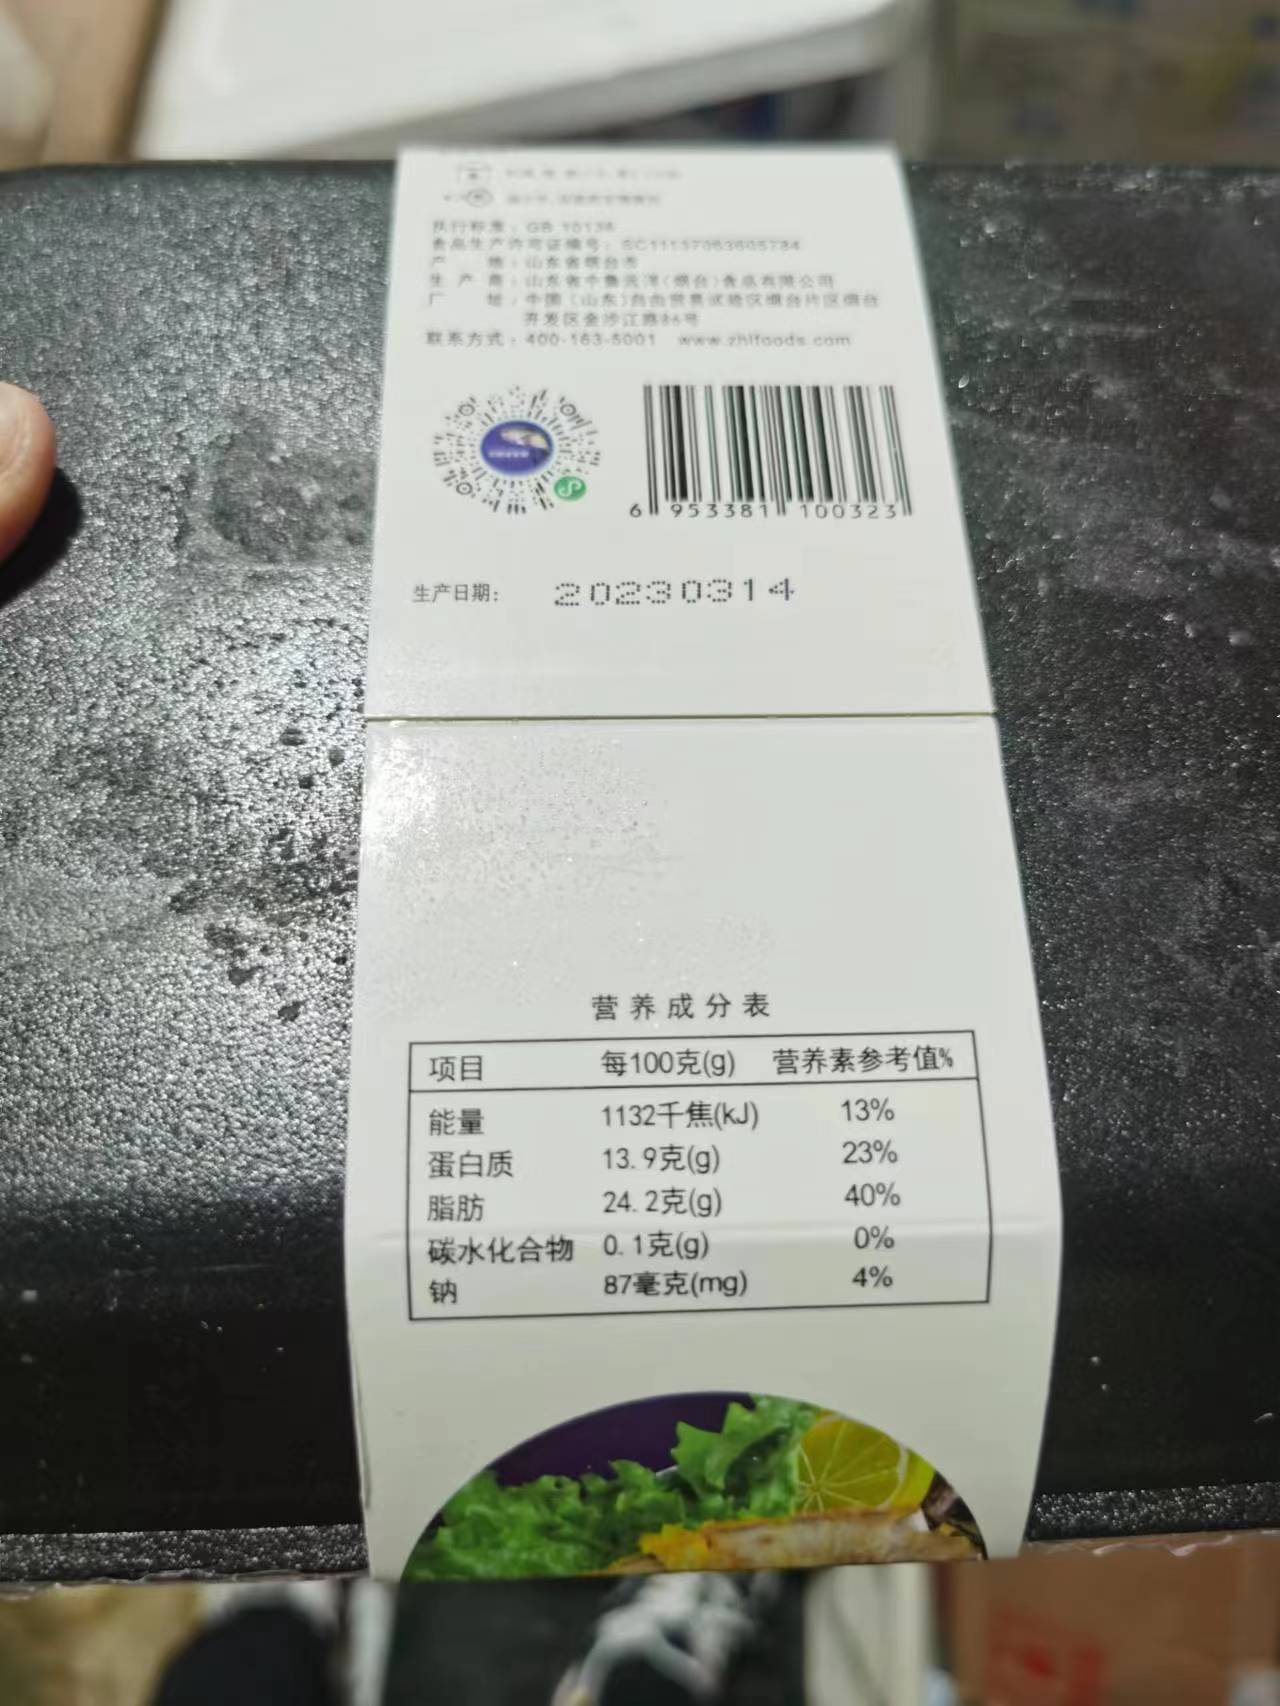 执行标准：GB 10136
食品生产许可证编号：SC11137063605784
产 地：山东省烟台市
生 产 商：山东省中鲁远洋(烟台)食品有限公司
厂 址：中国(山东)自由贸易试验区烟台片区烟台
开发区金沙江路86号
联系方式：400-163-5001 www.zhlfoods.com
6 953381 100323
生产日期： 20230314
营养成分表
项目 每100克(g) 营养素参考值%
能量 1132千焦(kJ) 13%
蛋白质 13.9克(g) 23%
脂肪 24.2克(g) 40%
碳水化合物 0.1克(g) 0%
钠 87毫克(mg) 4%